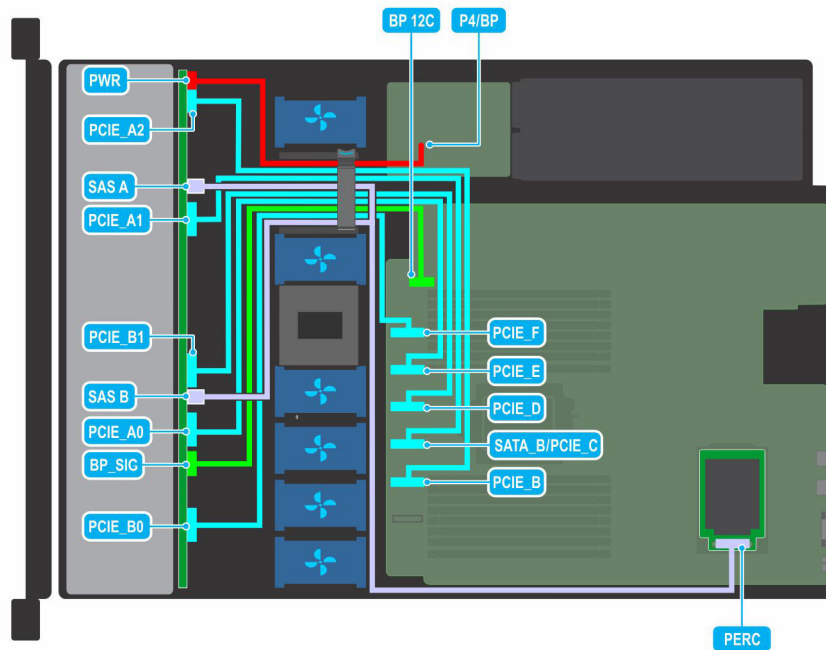 BP 12C
P4/BP
PWR
PCIE_A2
SAS A
PCIE_A1
PCIE_B1
SAS B
PCIE_A0
BP_SIG
PCIE_B0
PCIE_F
PCIE_E
PCIE_D
SATA_B/PCIE_C
PCIE_B
PERC